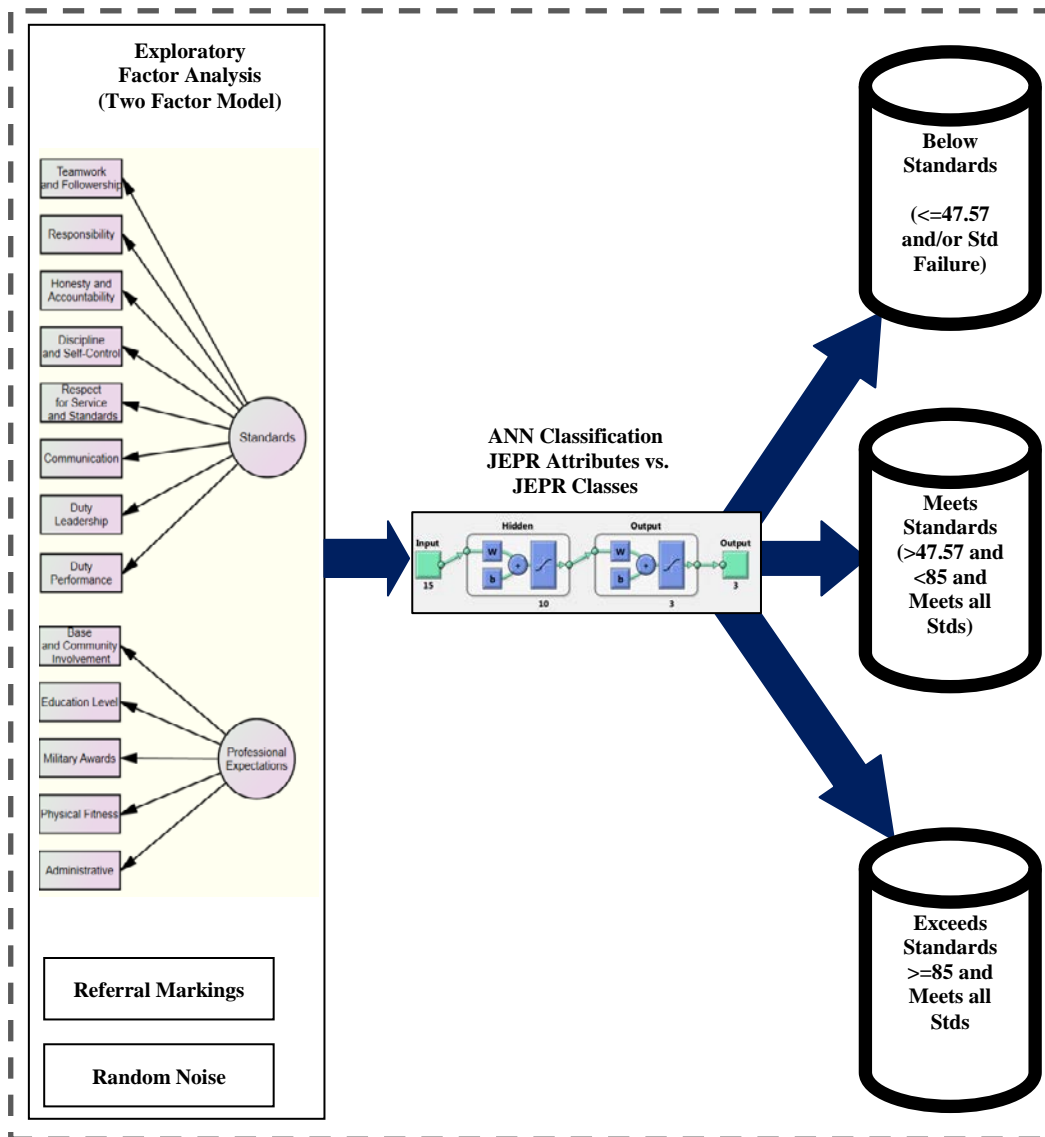 Exploratory
Factor Analysis
(Two Factor Model)
Teamwork
and Followership
Responsibility
Honesty and
Accountability
Discipline
and Self-Control
Respect
for Service
and Standards
Communication
Duty
Leadership
Duty
Performance
Standards
Base
and Community
Involvement
Education Level
Military Awards
Physical Fitness
Administrative
Professional
Expectations
Referral Markings
Random Noise
ANN Classification
JEPR Attributes vs.
JEPR Classes
Input
15
Hidden
W
b
+
10
Output
W
b
+
3
Output
3
Below
Standards
(<=47.57
and/or Std
Failure)
Meets
Standards
(>47.57 and
<85 and
Meets all
Stds)
Exceeds
Standards
>=85 and
Meets all
Stds